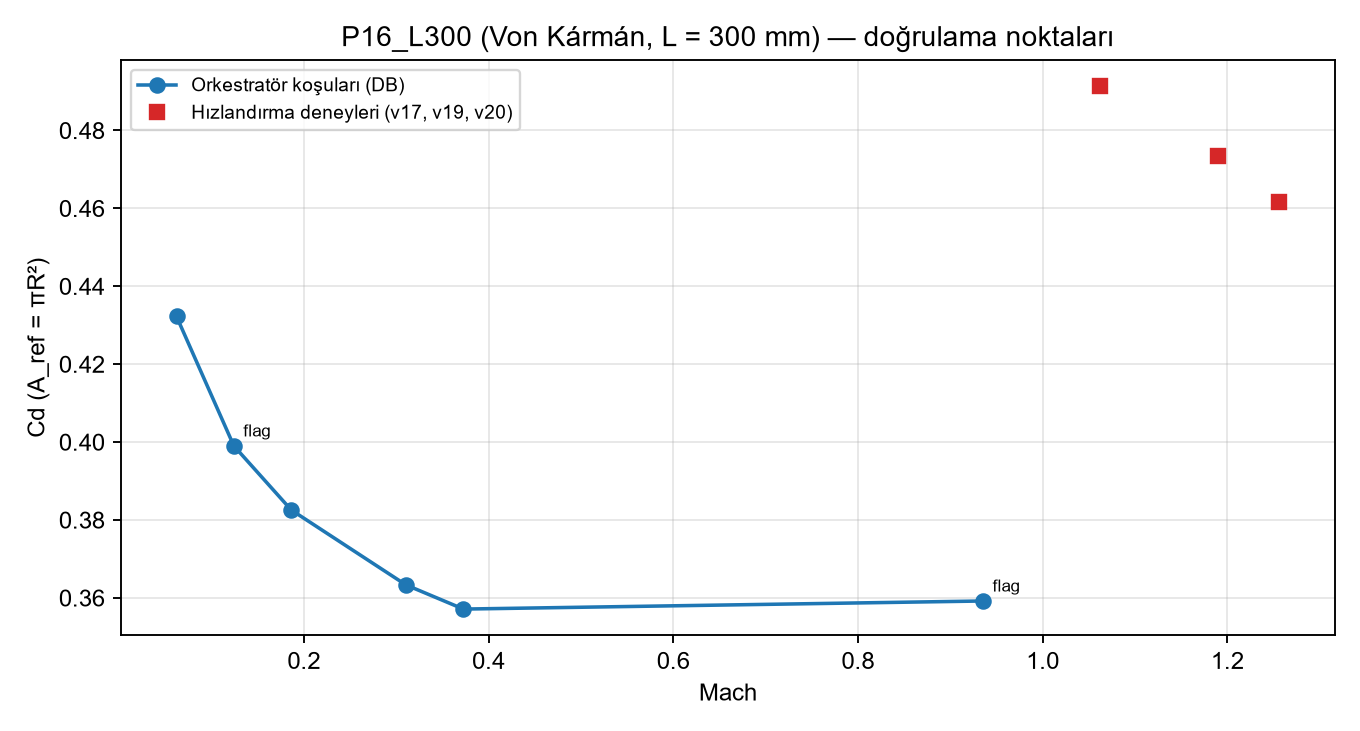 P16_L300 (Von Kármán, L = 300 mm) — doğrulama noktaları
Orkestratör koşuları (DB)
Hızlandırma deneyleri (v17, v19, v20)
Cd (A_ref = πR²)
0.48
0.46
0.44
0.42
0.40
0.38
0.36
flag
flag
0.2
0.4
0.6
0.8
1.0
1.2
Mach